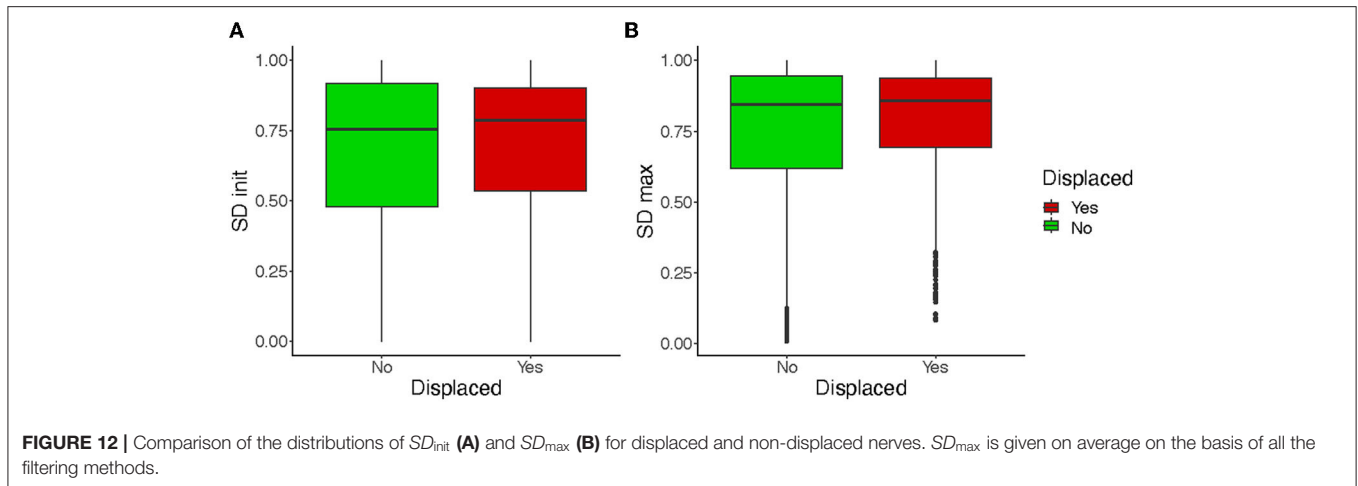 A
B
1.00
0.75
0.50
0.25
0.00
SD init
No
Yes
Displaced
1.00
0.75
0.50
0.25
0.00
SD max
No
Yes
Displaced
Displaced
Yes
No
FIGURE 12 | Comparison of the distributions of SDinit (A) and SDmax (B) for displaced and non-displaced nerves. SDmax is given on average on the basis of all the
filtering methods.